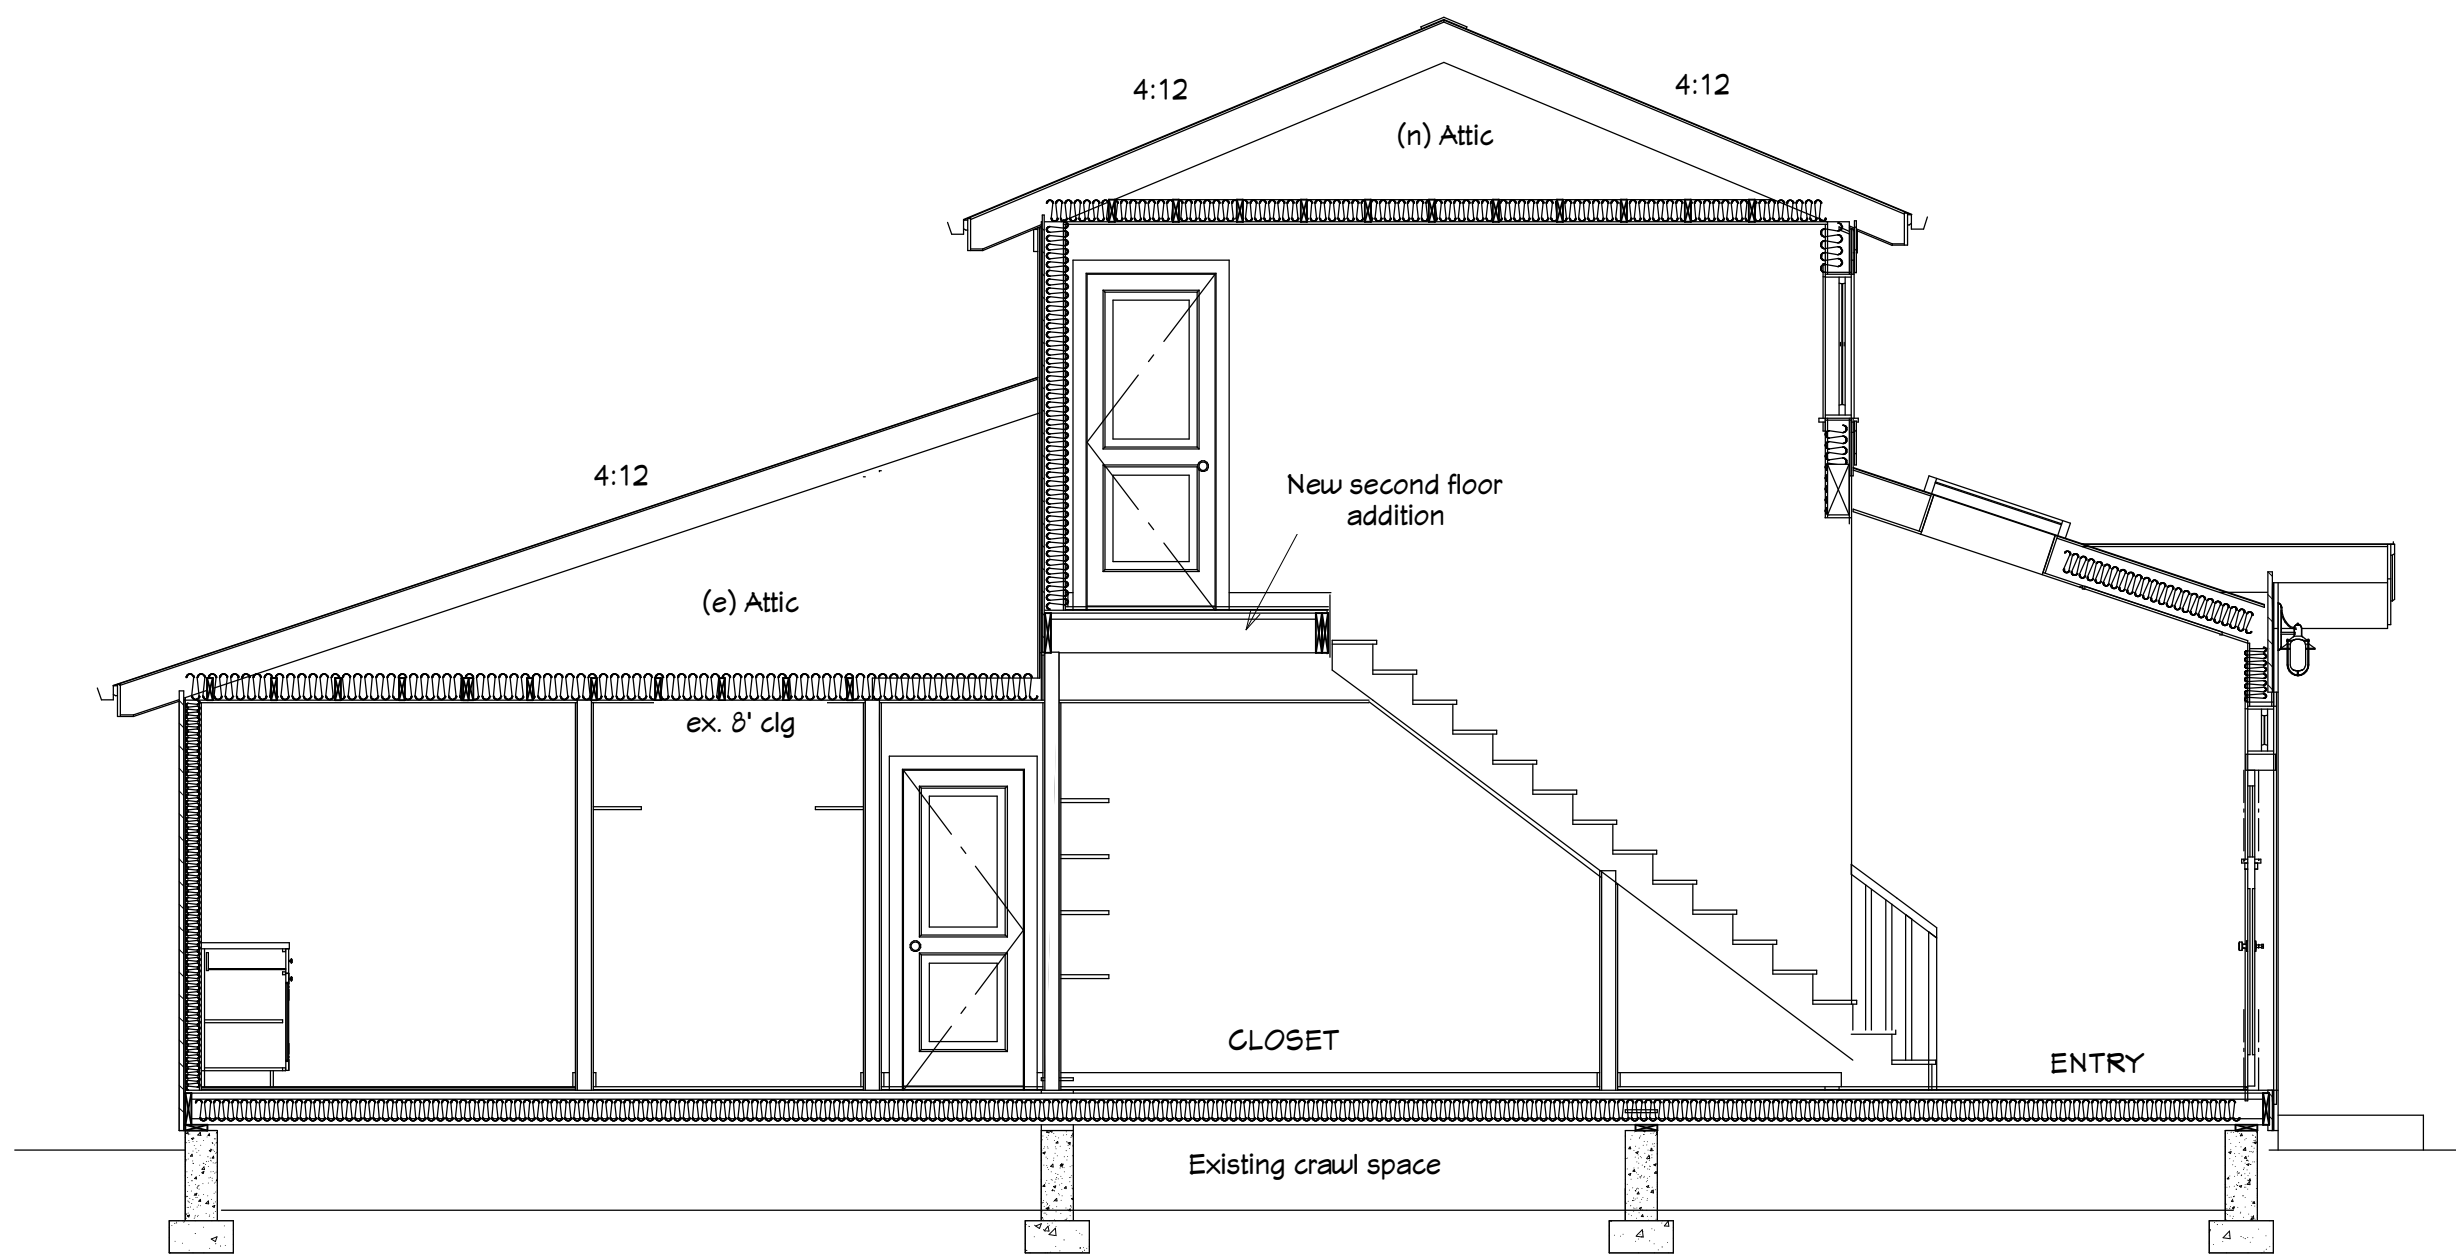 4:12
4:12
(n) Attic
4:12
New second floor
addition
(e) Attic
ex. 8' clg
CLOSET
ENTRY
Existing crawl space